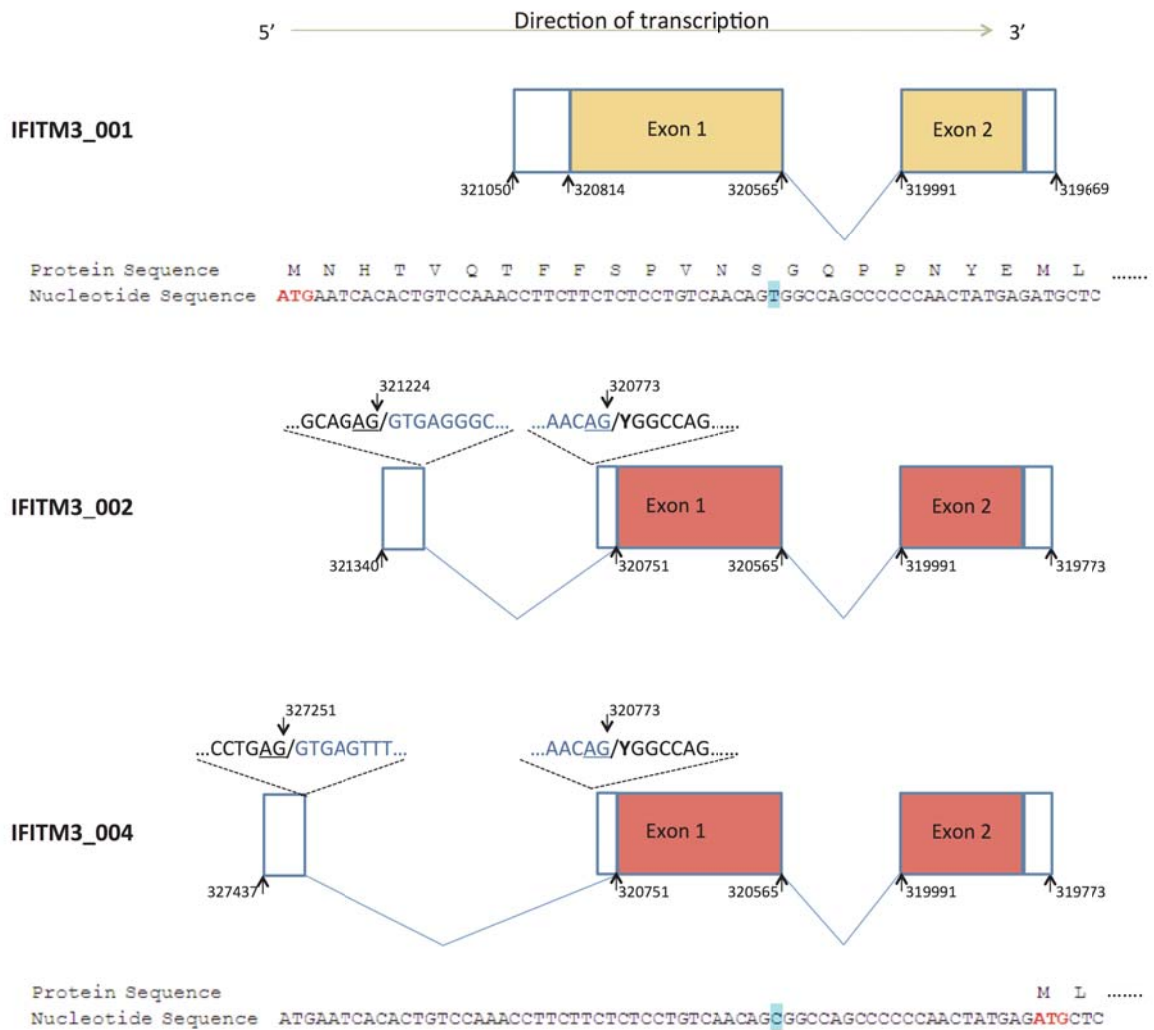 Direction of transcription
5’ 3’
IFITM3_001
Exon 1 Exon 2
321050 320814 320565 319991 319669
Protein Sequence M N H T V Q T F F S P V N S G Q P P N Y E M L .......
Nucleotide Sequence ATGAATCACACTGTCCAAACCTTCTTCTCTCCTGTCAACAGTGGCCAGCCCCCCAACTATGAGATGCTC
321224 320773
...GCAGAG/GTGAGGGC... ...AACAG/YGGCCAG......
IFITM3_002
Exon 1 Exon 2
321340 320751 320565 319991 319773
327251 320773
...CCTGAG/GTGAGTTT... ...AACAG/YGGCCAG......
IFITM3_004
Exon 1 Exon 2
327437 320751 320565 319991 319773
Protein Sequence M L .......
Nucleotide Sequence ATGAATCACACTGTCCAAACCTTCTTCTCTCCTGTCAACAGCGGCCAGCCCCCCAACTATGAGATGCTC